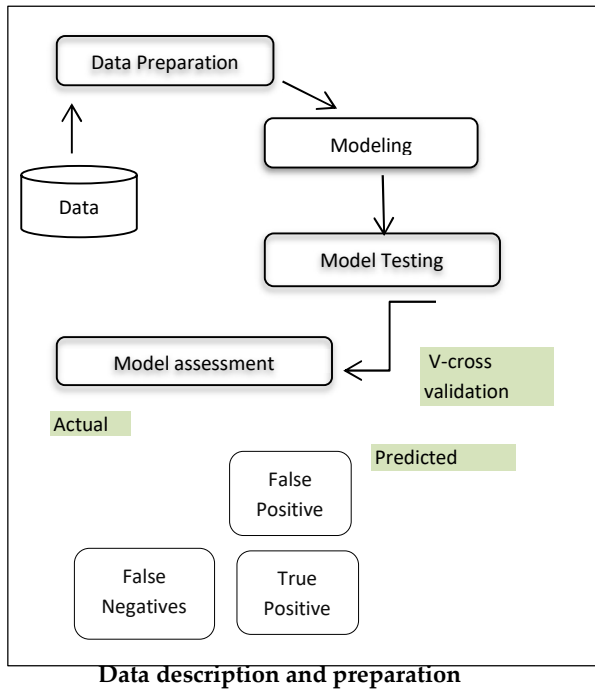 Data Preparation
Modeling
Data
Model Testing
Model assessment
V-cross
validation
Actual
Predicted
False
Positive
False
Negatives
True
Positive
Data description and preparation